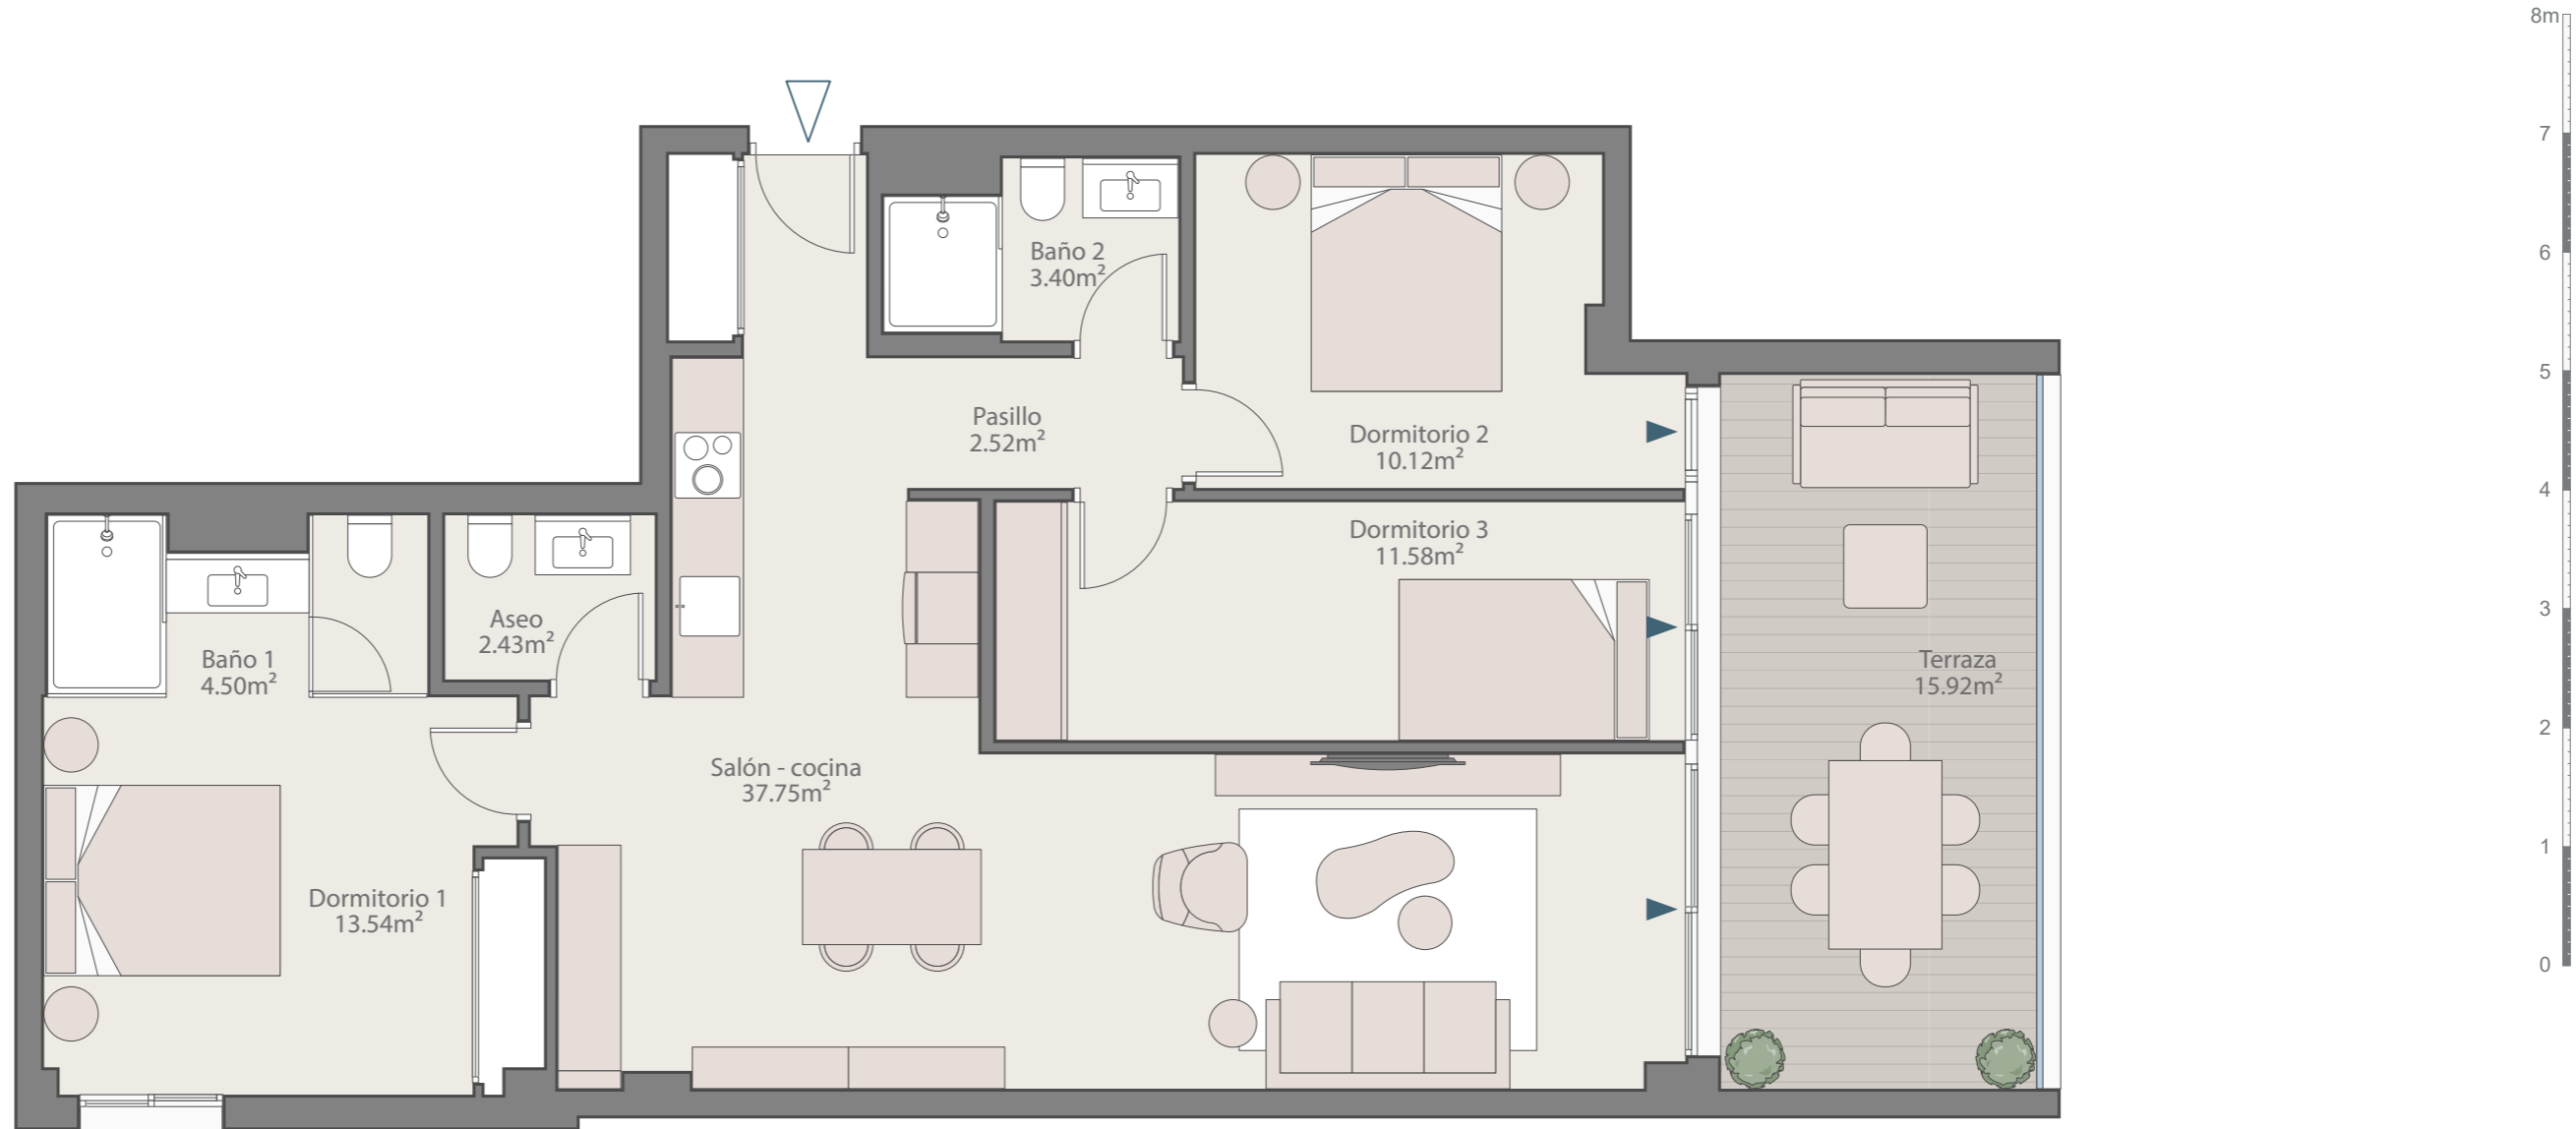 8m
7
6
5
4
3
2
1
0
Baño 2
3.40m²
Pasillo
2.52m²
Dormitorio 2
10.12m²
Dormitorio 3
11.58m²
Aseo
2.43m²
Baño 1
4.50m²
Terraza
15.92m²
Salón - cocina
37.75m²
Dormitorio 1
13.54m²